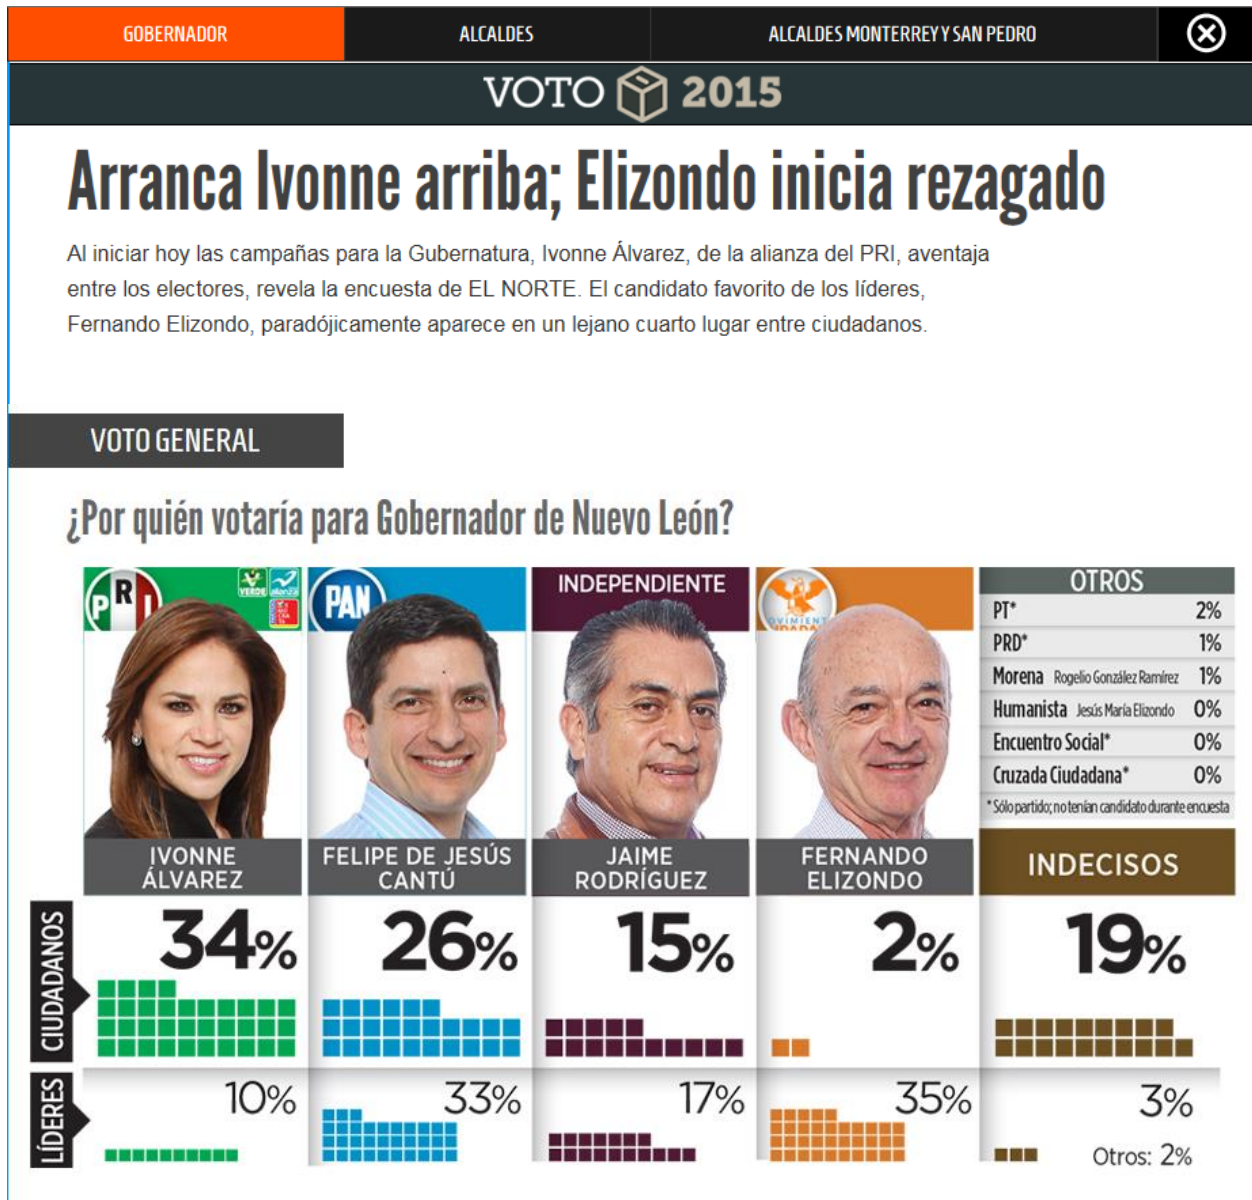 GOBERNADOR
ALCALDES
ALCALDES MONTERREY Y SAN PEDRO
VOTO 2015
Arranca Ivonne arriba; Elizondo inicia rezagado
Al iniciar hoy las campañas para la Gubernatura, Ivonne Álvarez, de la alianza del PRI, aventaja
entre los electores, revela la encuesta de EL NORTE. El candidato favorito de los líderes,
Fernando Elizondo, paradójicamente aparece en un lejano cuarto lugar entre ciudadanos.
VOTO GENERAL
¿Por quién votaría para Gobernador de Nuevo León?
PRI
VERDE
alianza
PAN
INDEPENDIENTE
OTROS
PT* 2%
PRD* 1%
Morena Rogelio González Ramírez 1%
Humanista Jesús María Elizondo 0%
Encuentro Social* 0%
Cruzada Ciudadana* 0%
* Sólo partido; no tenían candidato durante encuesta
IVONNE
ÁLVAREZ
FELIPE DE JESÚS
CANTÚ
JAIME
RODRÍGUEZ
FERNANDO
ELIZONDO
INDECISOS
CIUDADANOS
34%
26%
15%
2%
19%
LÍDERES
10%
33%
17%
35%
3%
Otros: 2%